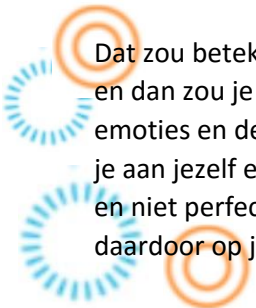 Dat zou betek
en dan zou je
emoties en de
je aan jezelf e
en niet perfec
daardoor op j